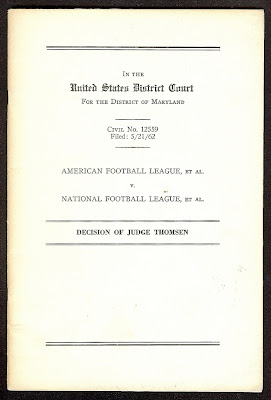 IN THE
United States District Court
FOR THE DISTRICT OF MARYLAND
CIVIL NO. 12559
Filed: 5/21/62
AMERICAN FOOTBALL LEAGUE, ET AL.
v.
NATIONAL FOOTBALL LEAGUE, ET AL.
DECISION OF JUDGE THOMSEN